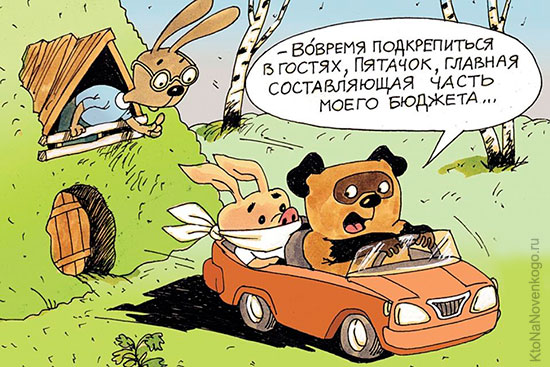 - ВО́ВРЕМЯ ПОДКРЕПИТЬСЯ
В ГОСТЯХ, ПЯТАЧОК, ГЛАВНАЯ
СОСТАВЛЯЮЩАЯ ЧАСТЬ
МОЕГО БЮДЖЕТА...
KtoNaNovenkogo.ru